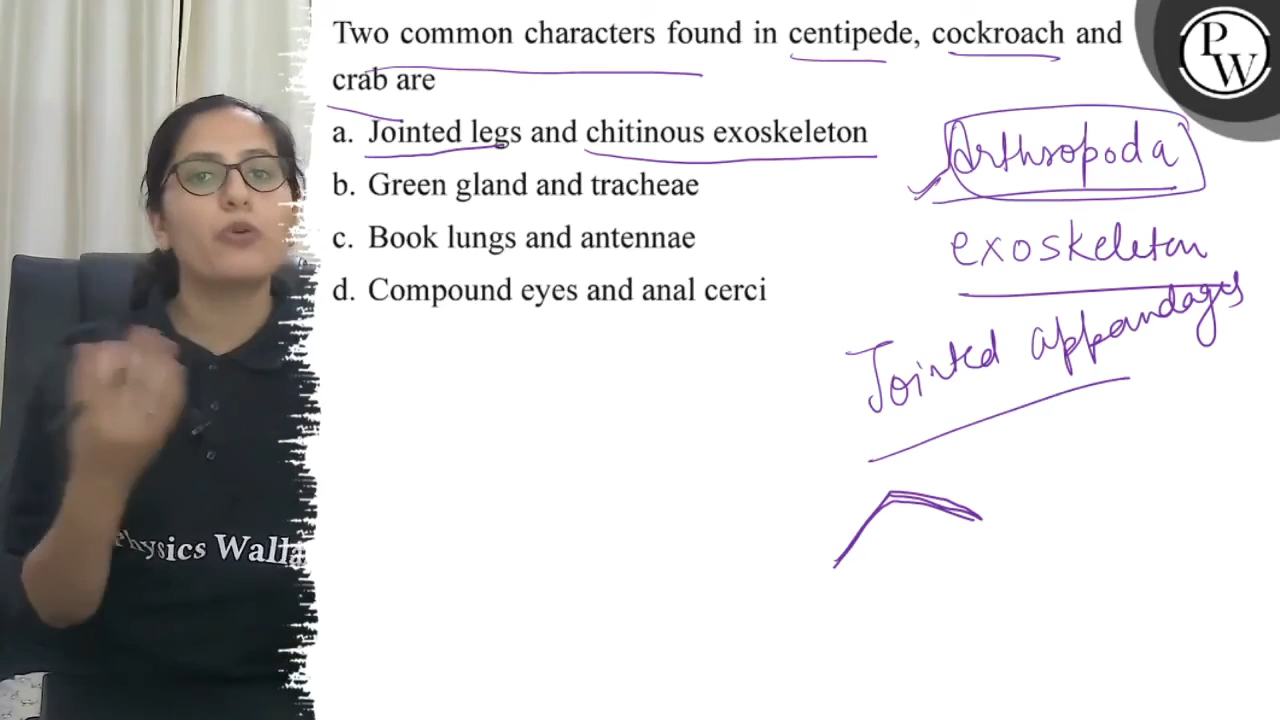 Two common characters found in centipede, cockroach and
crab are
a. Jointed legs and chitinous exoskeleton
b. Green gland and tracheae
c. Book lungs and antennae
d. Compound eyes and anal cerci
PW
Arthropoda
exoskeleton
Jointed appendages
Physics Walla